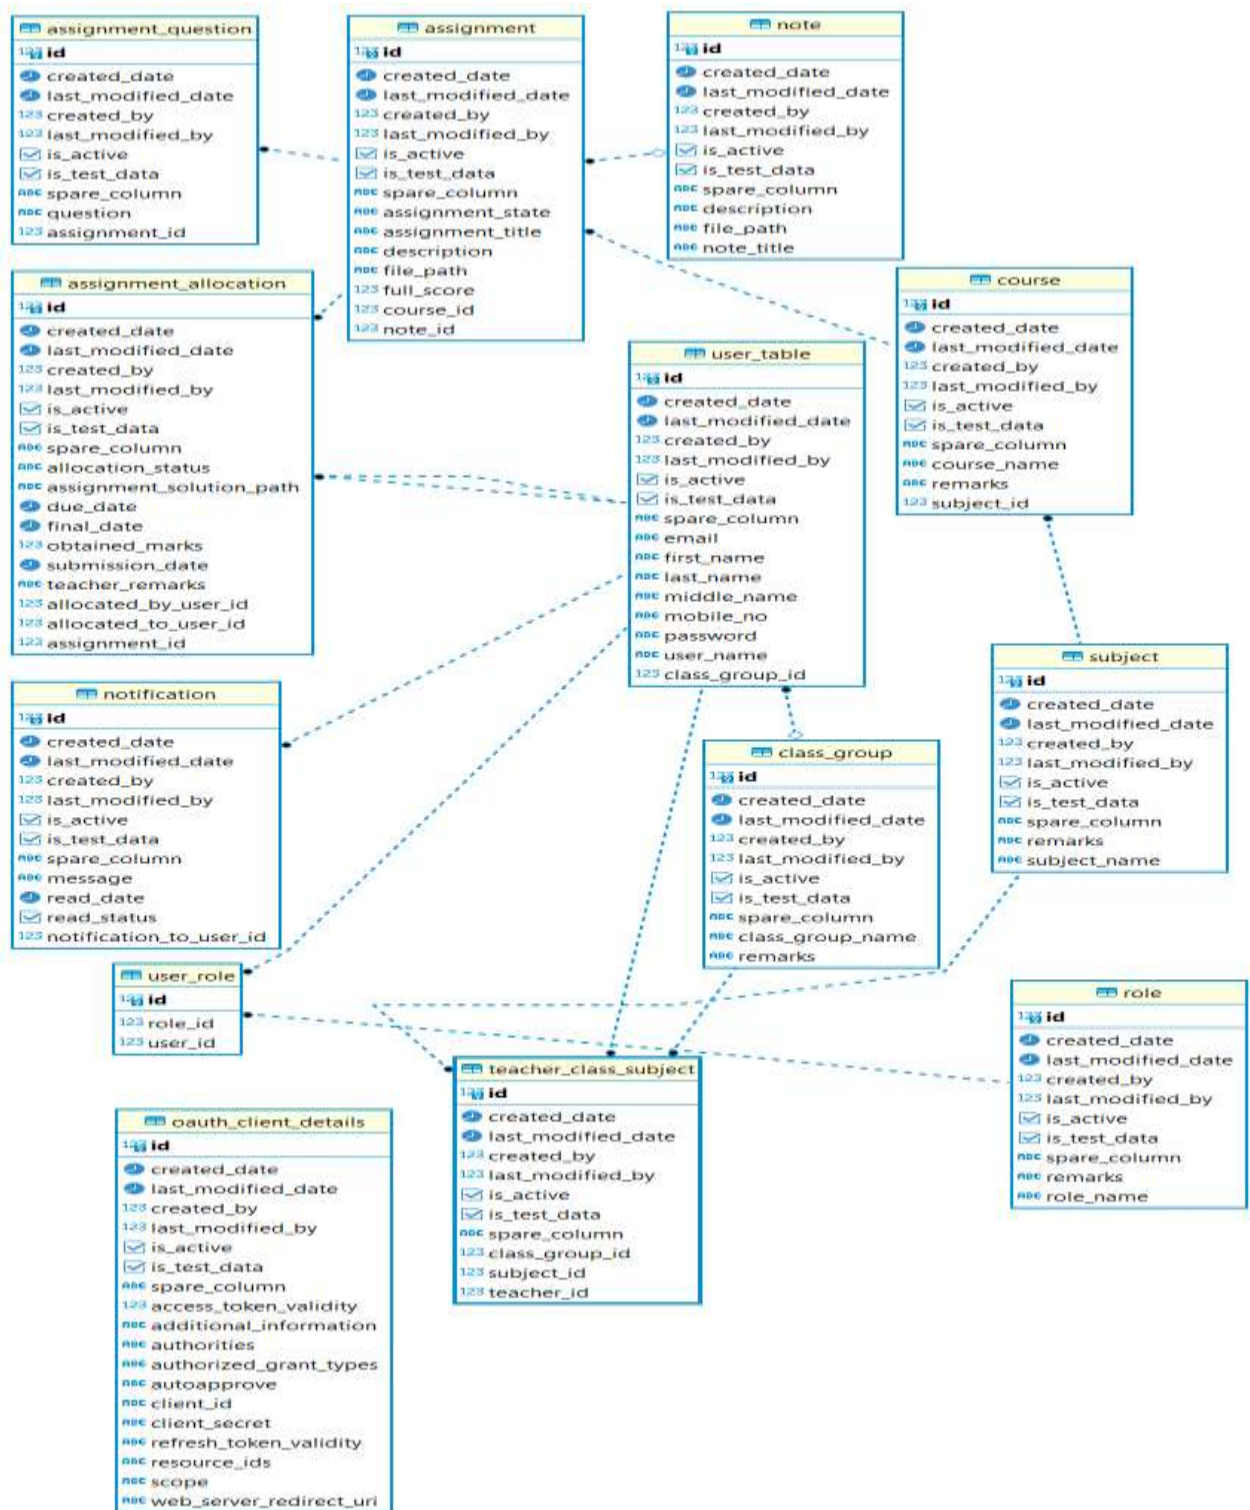 assignment_question
id
created_date
last_modified_date
created_by
last_modified_by
is_active
is_test_data
spare_column
question
assignment_id
assignment
id
created_date
last_modified_date
created_by
last_modified_by
is_active
is_test_data
spare_column
assignment_state
assignment_title
description
file_path
full_score
course_id
note_id
note
id
created_date
last_modified_date
created_by
last_modified_by
is_active
is_test_data
spare_column
description
file_path
note_title
assignment_allocation
id
created_date
last_modified_date
created_by
last_modified_by
is_active
is_test_data
spare_column
allocation_status
assignment_solution_path
due_date
final_date
obtained_marks
submission_date
teacher_remarks
allocated_by_user_id
allocated_to_user_id
assignment_id
user_table
id
created_date
last_modified_date
created_by
last_modified_by
is_active
is_test_data
spare_column
email
first_name
last_name
middle_name
mobile_no
password
user_name
class_group_id
course
id
created_date
last_modified_date
created_by
last_modified_by
is_active
is_test_data
spare_column
course_name
remarks
subject_id
notification
id
created_date
last_modified_date
created_by
last_modified_by
is_active
is_test_data
spare_column
message
read_date
read_status
notification_to_user_id
class_group
id
created_date
last_modified_date
created_by
last_modified_by
is_active
is_test_data
spare_column
class_group_name
remarks
subject
id
created_date
last_modified_date
created_by
last_modified_by
is_active
is_test_data
spare_column
remarks
subject_name
user_role
id
role_id
user_id
teacher_class_subject
id
created_date
last_modified_date
created_by
last_modified_by
is_active
is_test_data
spare_column
class_group_id
subject_id
teacher_id
role
id
created_date
last_modified_date
created_by
last_modified_by
is_active
is_test_data
spare_column
remarks
role_name
oauth_client_details
id
created_date
last_modified_date
created_by
last_modified_by
is_active
is_test_data
spare_column
access_token_validity
additional_information
authorities
authorized_grant_types
autoapprove
client_id
client_secret
refresh_token_validity
resource_ids
scope
web_server_redirect_uri